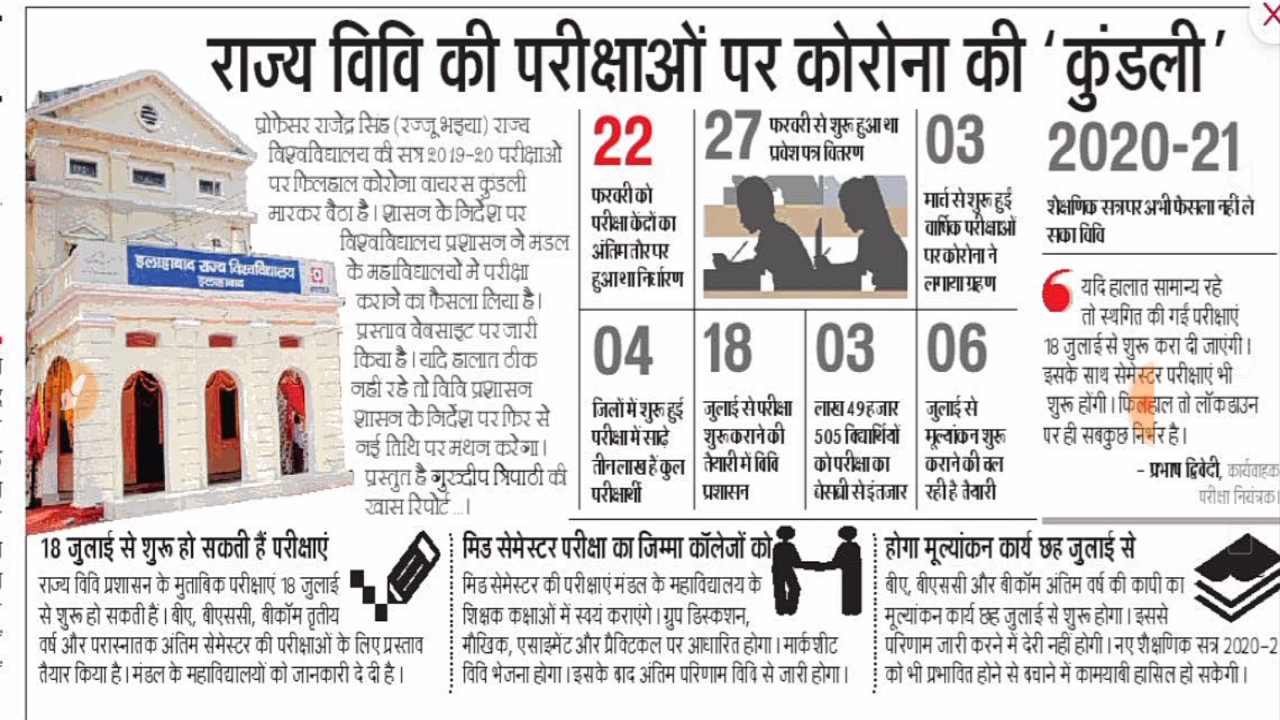 राज्य विवि की परीक्षाओं पर कोरोना की ‘कुंडली’
प्रोफेसर राजेंद्र सिंह (रज्जू भइया) राज्य
विश्वविद्यालय की सत्र 2019-20 परीक्षाओं
पर फिलहाल कोरोना वायरस कुंडली
मारकर बैठा है। शासन के निर्देश पर
विश्वविद्यालय प्रशासन ने मंडल
के महाविद्यालयों में परीक्षा
कराने का फैसला लिया है।
प्रस्ताव वेबसाइट पर जारी
किया है। यदि हालात ठीक
नहीं रहे तो विवि प्रशासन
शासन के निर्देश पर फिर से
नई तिथि पर मंथन करेगा।
प्रस्तुत है गुरुदीप त्रिपाठी की
खास रिपोर्ट...।
इलाहाबाद राज्य विश्वविद्यालय
इलाहाबाद
22
फरवरी को
परीक्षा केंद्रों का
अंतिम तौर पर
हुआ था निर्धारण
27
फरवरी से शुरू हुआ था
प्रवेश पत्र वितरण
03
मार्च से शुरू हुई
वार्षिक परीक्षाओं
पर कोरोना ने
लगाया ग्रहण
04
जिलों में शुरू हुई
परीक्षा में साढ़े
तीन लाख हैं कुल
परीक्षार्थी
18
जुलाई से परीक्षा
शुरू कराने की
तैयारी में विवि
प्रशासन
03
लाख 49 हजार
505 विद्यार्थियों
को परीक्षा का
बेसब्री से इंतजार
06
जुलाई से
मूल्यांकन शुरू
कराने की चल
रही है तैयारी
2020-21
शैक्षणिक सत्र पर अभी फैसला नहीं ले
सका विवि
यदि हालात सामान्य रहे
तो स्थगित की गईं परीक्षाएं
18 जुलाई से शुरू करा दी जाएंगी।
इसके साथ सेमेस्टर परीक्षाएं भी
शुरू होंगी। फिलहाल तो लॉकडाउन
पर ही सबकुछ निर्भर है।
- प्रभाष द्विवेदी, कार्यवाहक
परीक्षा नियंत्रक।
18 जुलाई से शुरू हो सकती हैं परीक्षाएं
राज्य विवि प्रशासन के मुताबिक परीक्षाएं 18 जुलाई
से शुरू हो सकती हैं। बीए, बीएससी, बीकॉम तृतीय
वर्ष और परास्नातक अंतिम सेमेस्टर की परीक्षाओं के लिए प्रस्ताव
तैयार किया है। मंडल के महाविद्यालयों को जानकारी दे दी है।
मिड सेमेस्टर परीक्षा का जिम्मा कॉलेजों को
मिड सेमेस्टर की परीक्षाएं मंडल के महाविद्यालय के
शिक्षक कक्षाओं में स्वयं कराएंगे। ग्रुप डिस्कशन,
मौखिक, एसाइमेंट और प्रैक्टिकल पर आधारित होगा। मार्कशीट
विवि भेजना होगा। इसके बाद अंतिम परिणाम विवि से जारी होगा।
होगा मूल्यांकन कार्य छह जुलाई से
बीए, बीएससी और बीकॉम अंतिम वर्ष की कापी का
मूल्यांकन कार्य छह जुलाई से शुरू होगा। इससे
परिणाम जारी करने में देरी नहीं होगी। नए शैक्षणिक सत्र 2020-2
को भी प्रभावित होने से बचाने में कामयाबी हासिल हो सकेगी।